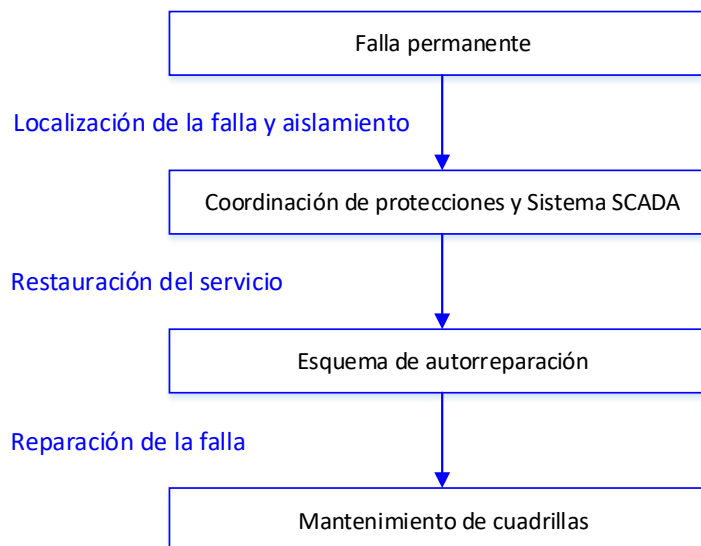 Falla permanente
Localización de la falla y aislamiento
Coordinación de protecciones y Sistema SCADA
Restauración del servicio
Esquema de autorreparación
Reparación de la falla
Mantenimiento de cuadrillas